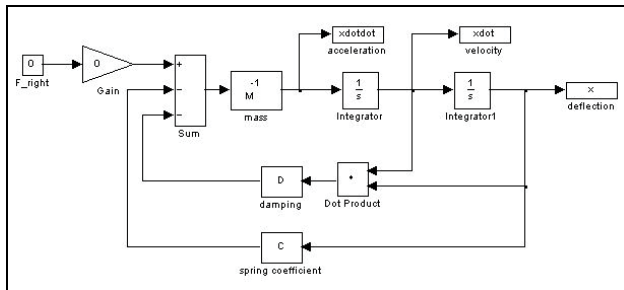 xdotdot
acceleration
xdot
velocity
0
F_right
0
Gain
+
−
−
Sum
-1
M
mass
1
s
Integrator
1
s
Integrator1
x
deflection
D
damping
•
Dot Product
C
spring coefficient